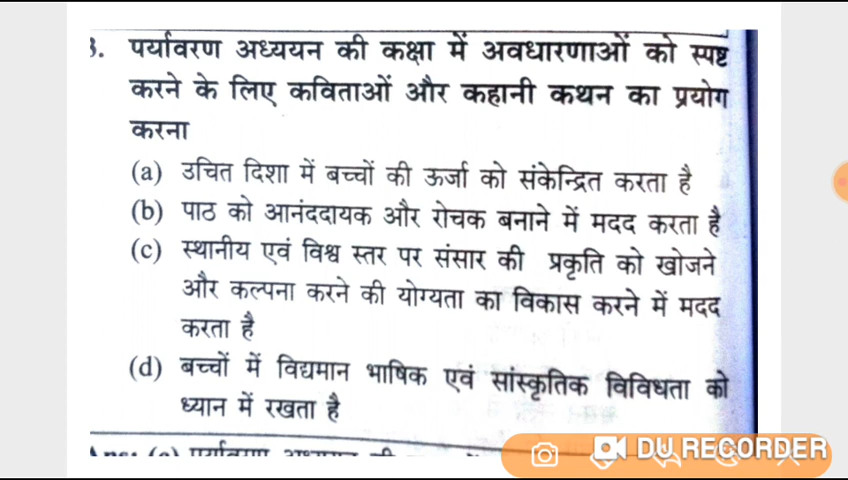 3. पर्यावरण अध्ययन की कक्षा में अवधारणाओं को स्पष्ट
करने के लिए कविताओं और कहानी कथन का प्रयोग
करना
(a) उचित दिशा में बच्चों की ऊर्जा को संकेन्द्रित करता है
(b) पाठ को आनंददायक और रोचक बनाने में मदद करता है
(c) स्थानीय एवं विश्व स्तर पर संसार की प्रकृति को खोजने
और कल्पना करने की योग्यता का विकास करने में मदद
करता है
(d) बच्चों में विद्यमान भाषिक एवं सांस्कृतिक विविधता को
ध्यान में रखता है
DU RECORDER